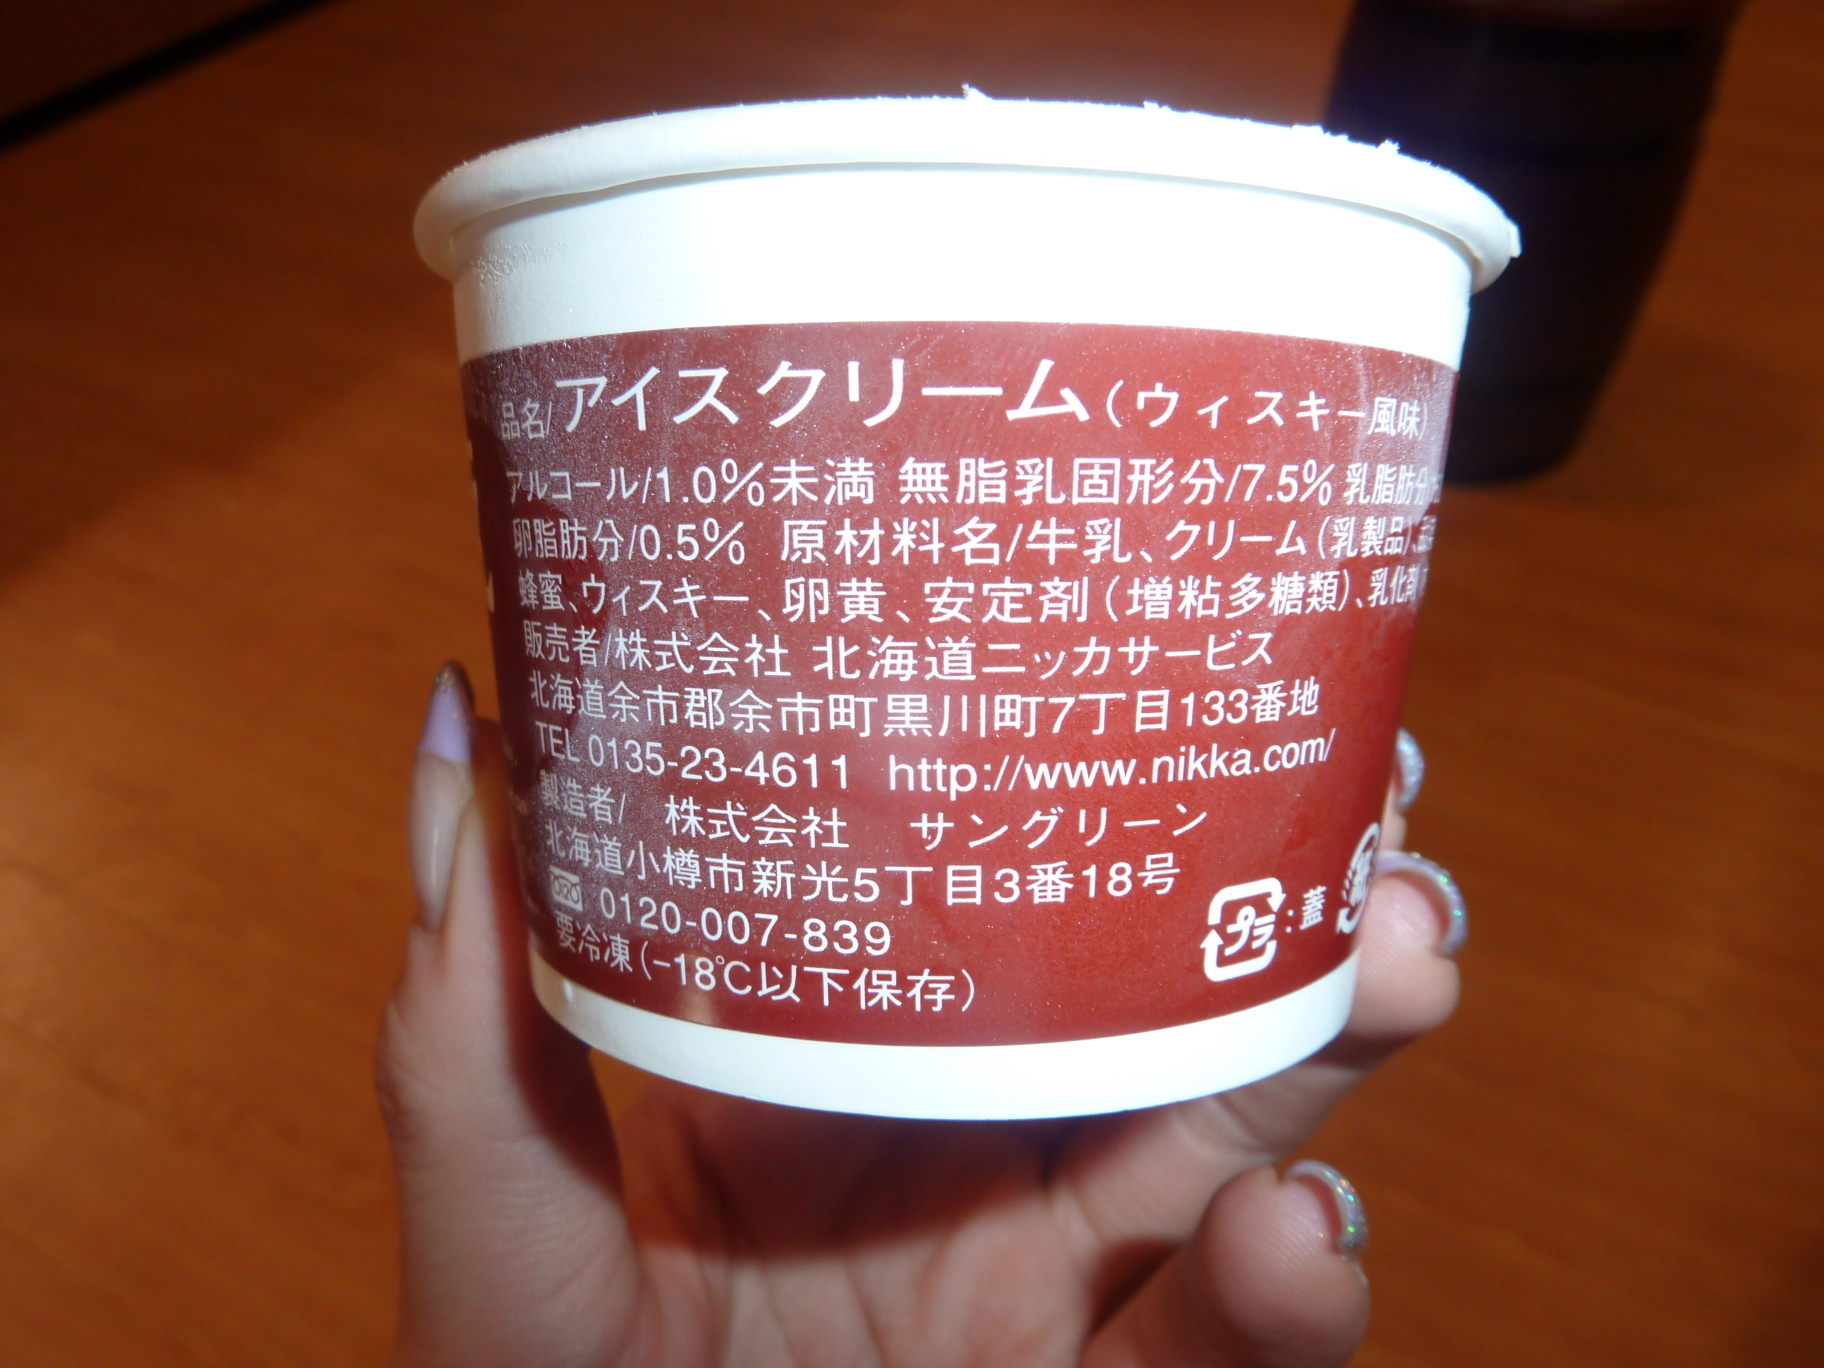 品名/アイスクリーム(ウィスキー風味)
アルコール/1.0%未満 無脂乳固形分/7.5% 乳脂肪分
卵脂肪分/0.5% 原材料名/牛乳、クリーム(乳製品)、
蜂蜜、ウィスキー、卵黄、安定剤(増粘多糖類)、乳化剤
販売者/株式会社 北海道ニッカサービス
北海道余市郡余市町黒川町7丁目133番地
TEL 0135-23-4611 http://www.nikka.com/
製造者/ 株式会社 サングリーン
北海道小樽市新光5丁目3番18号
0120-007-839
要冷凍(-18℃以下保存)
プラ:蓋
紙